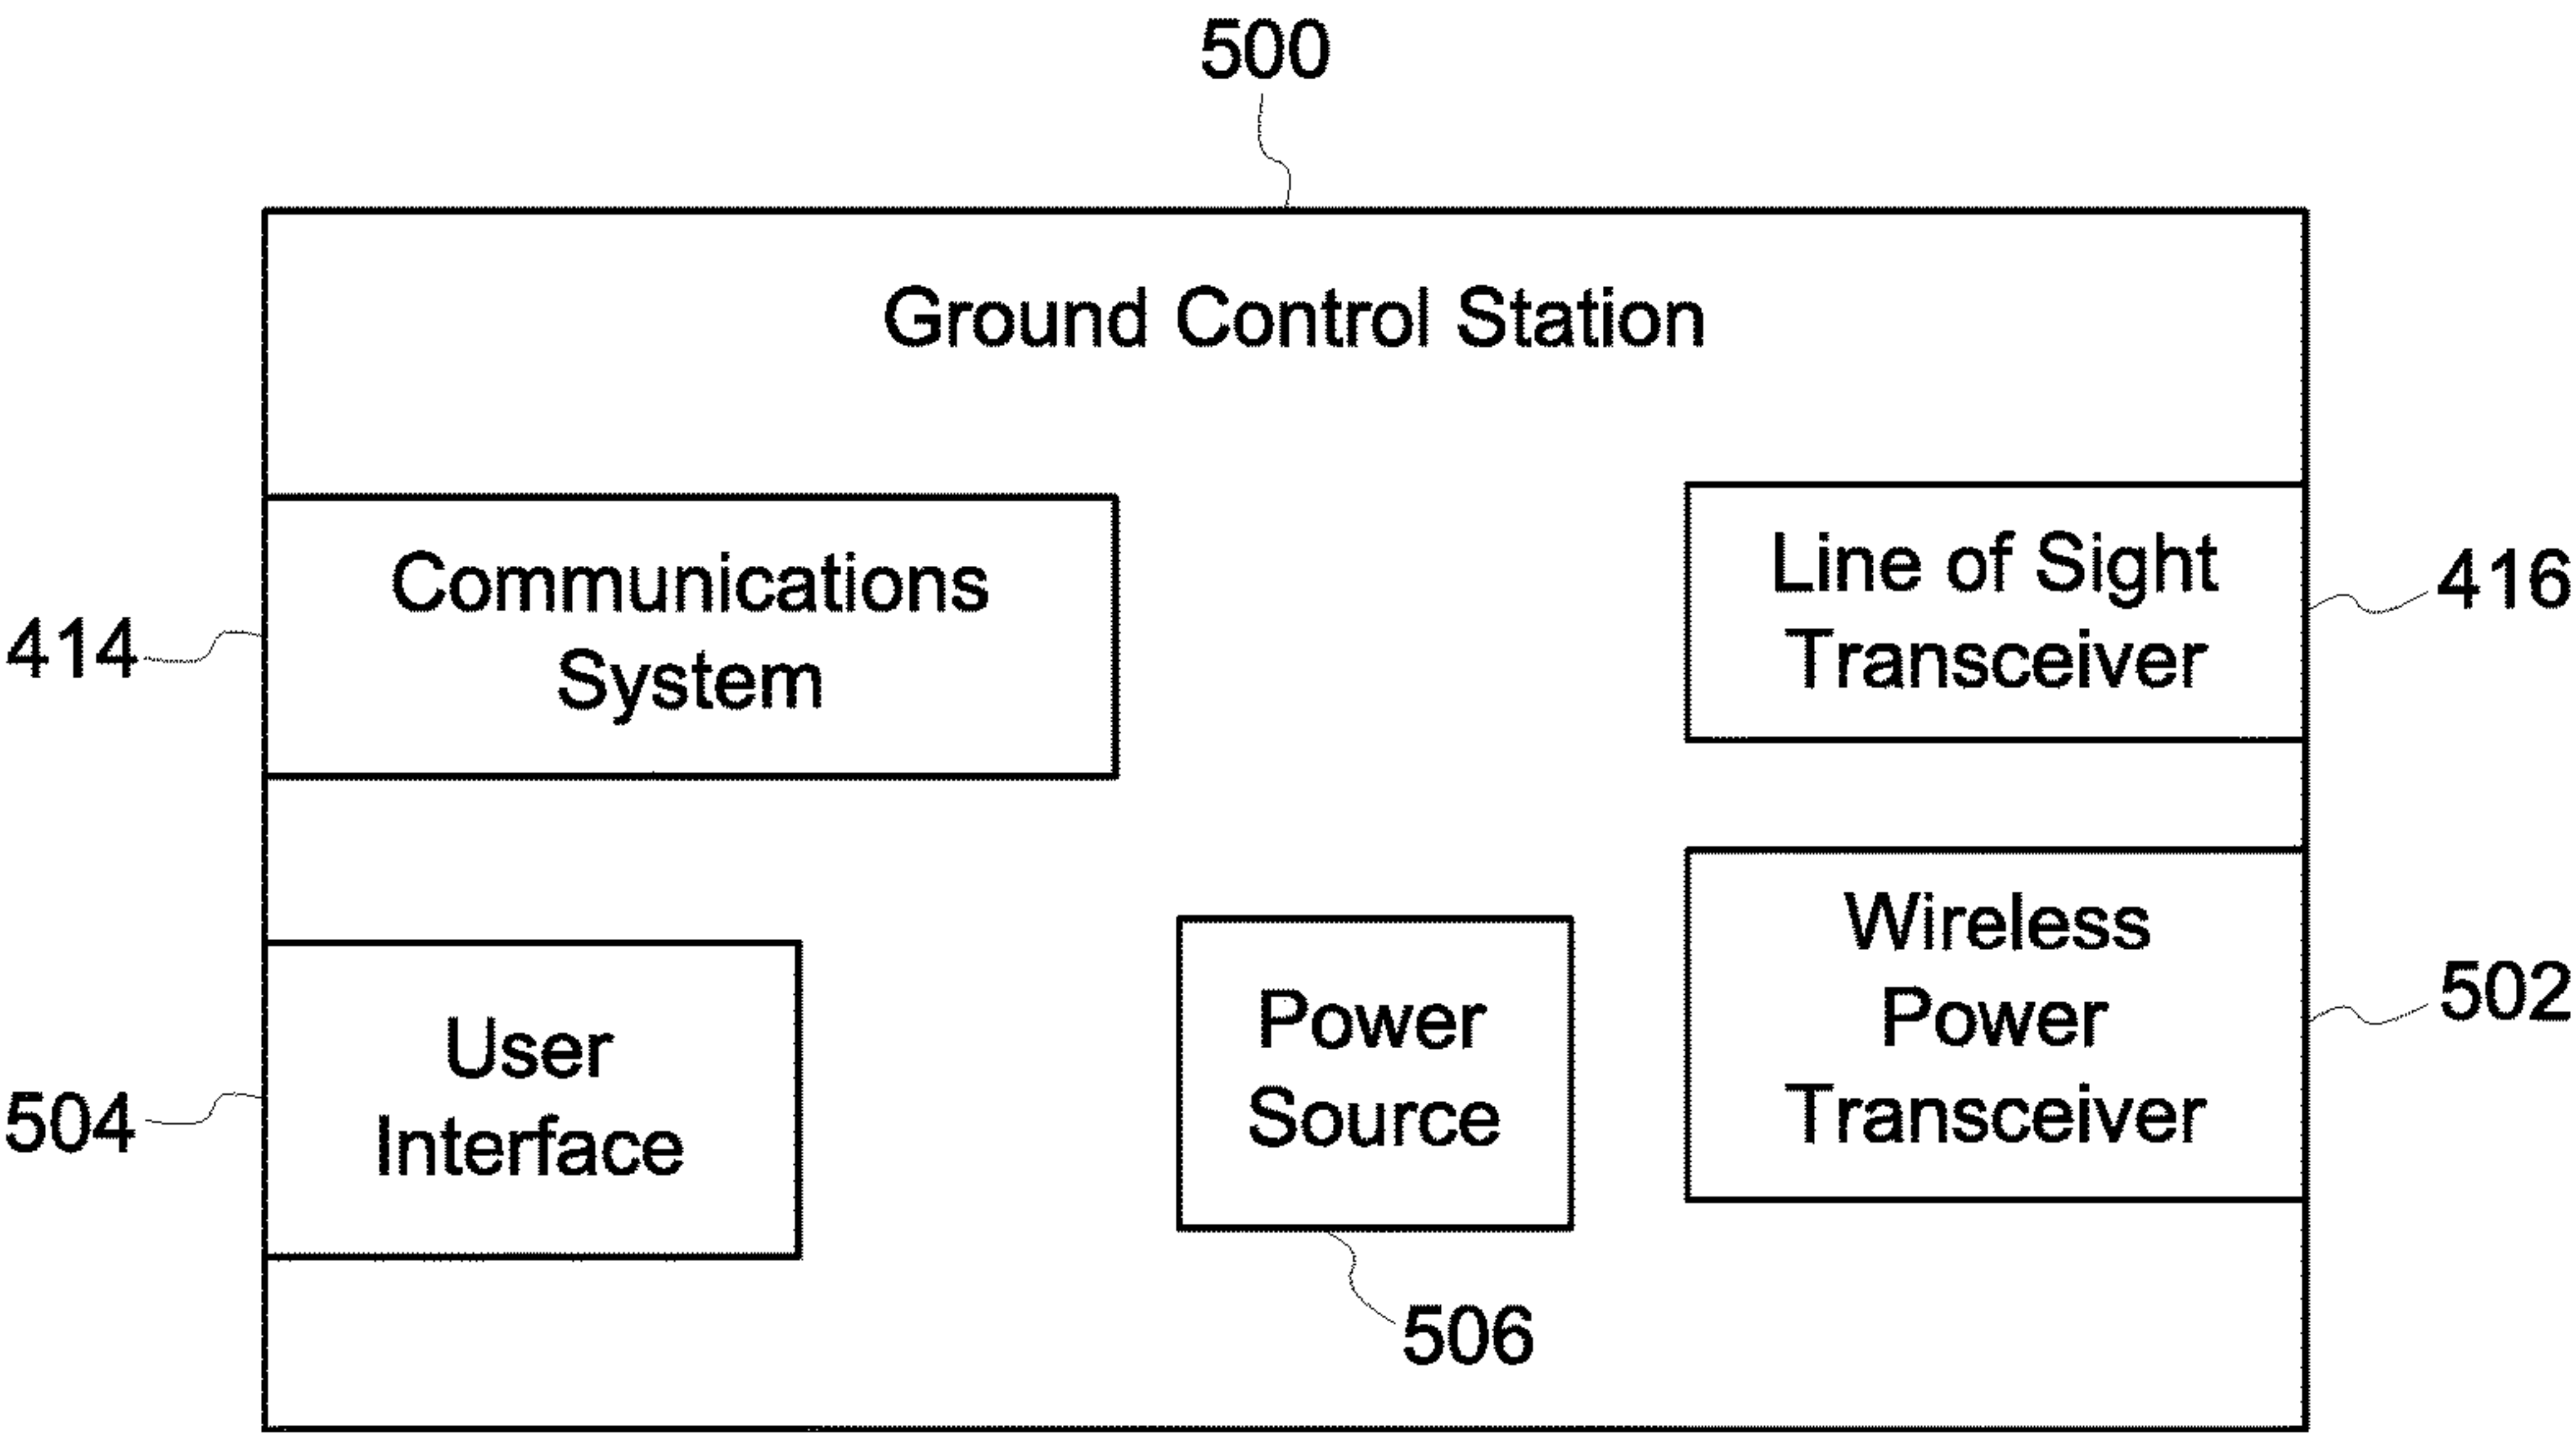 500
Ground Control Station
Communications
System
414
Line of Sight
Transceiver
416
User
Interface
504
Power
Source
506
Wireless
Power
Transceiver
502